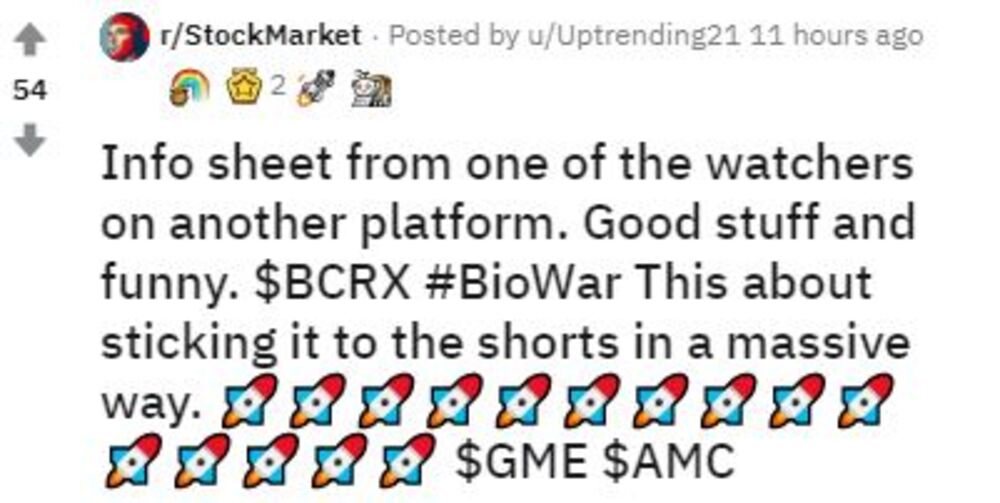 r/StockMarket · Posted by u/Uptrending21 11 hours ago
54
2
Info sheet from one of the watchers
on another platform. Good stuff and
funny. $BCRX #BioWar This about
sticking it to the shorts in a massive
way. 🚀🚀🚀🚀🚀🚀🚀🚀🚀🚀
🚀🚀🚀🚀🚀 $GME $AMC